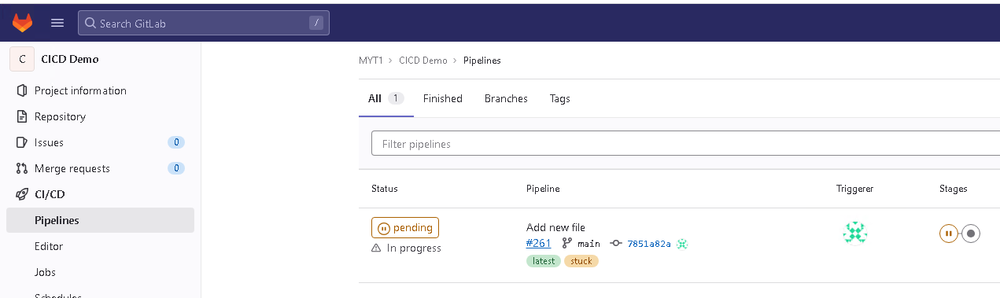 Search GitLab /
C CICD Demo
Project information
Repository
Issues 0
Merge requests 0
CI/CD
Pipelines
Editor
Jobs
Schedules
MYT1 > CICD Demo > Pipelines
All 1 Finished Branches Tags
Filter pipelines
Status Pipeline Triggerer Stages
pending
In progress
Add new file
#261 main 7851a82a
latest stuck